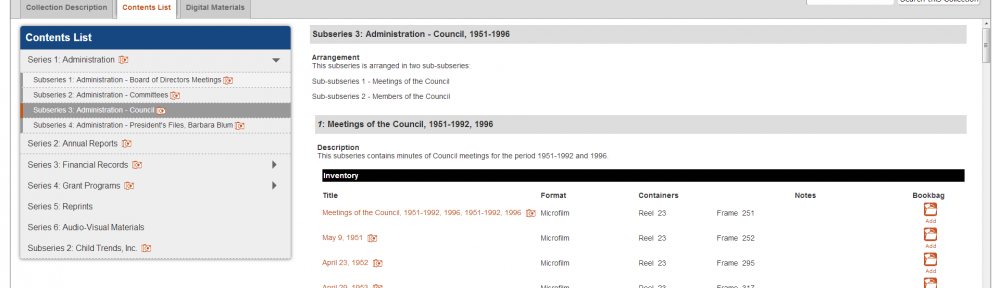 Collection Description
Contents List
Digital Materials
Search this Collection
Contents List
Series 1: Administration
Subseries 1: Administration - Board of Directors Meetings
Subseries 2: Administration - Committees
Subseries 3: Administration - Council
Subseries 4: Administration - President's Files, Barbara Blum
Series 2: Annual Reports
Series 3: Financial Records
Series 4: Grant Programs
Series 5: Reprints
Series 6: Audio-Visual Materials
Subseries 2: Child Trends, Inc.
Subseries 3: Administration - Council, 1951-1996
Arrangement
This subseries is arranged in two sub-subseries:
Sub-subseries 1 - Meetings of the Council
Sub-subseries 2 - Members of the Council
1: Meetings of the Council, 1951-1992, 1996
Description
This subseries contains minutes of Council meetings for the period 1951-1992 and 1996.
Inventory
Title Format Containers Notes Bookbag
Meetings of the Council, 1951-1992, 1996, 1951-1992, 1996 Microfilm Reel 23 Frame 251
Add
May 9, 1951 Microfilm Reel 23 Frame 252
Add
April 23, 1952 Microfilm Reel 23 Frame 295
Add
April 29, 1953 Microfilm Reel 23 Frame 317